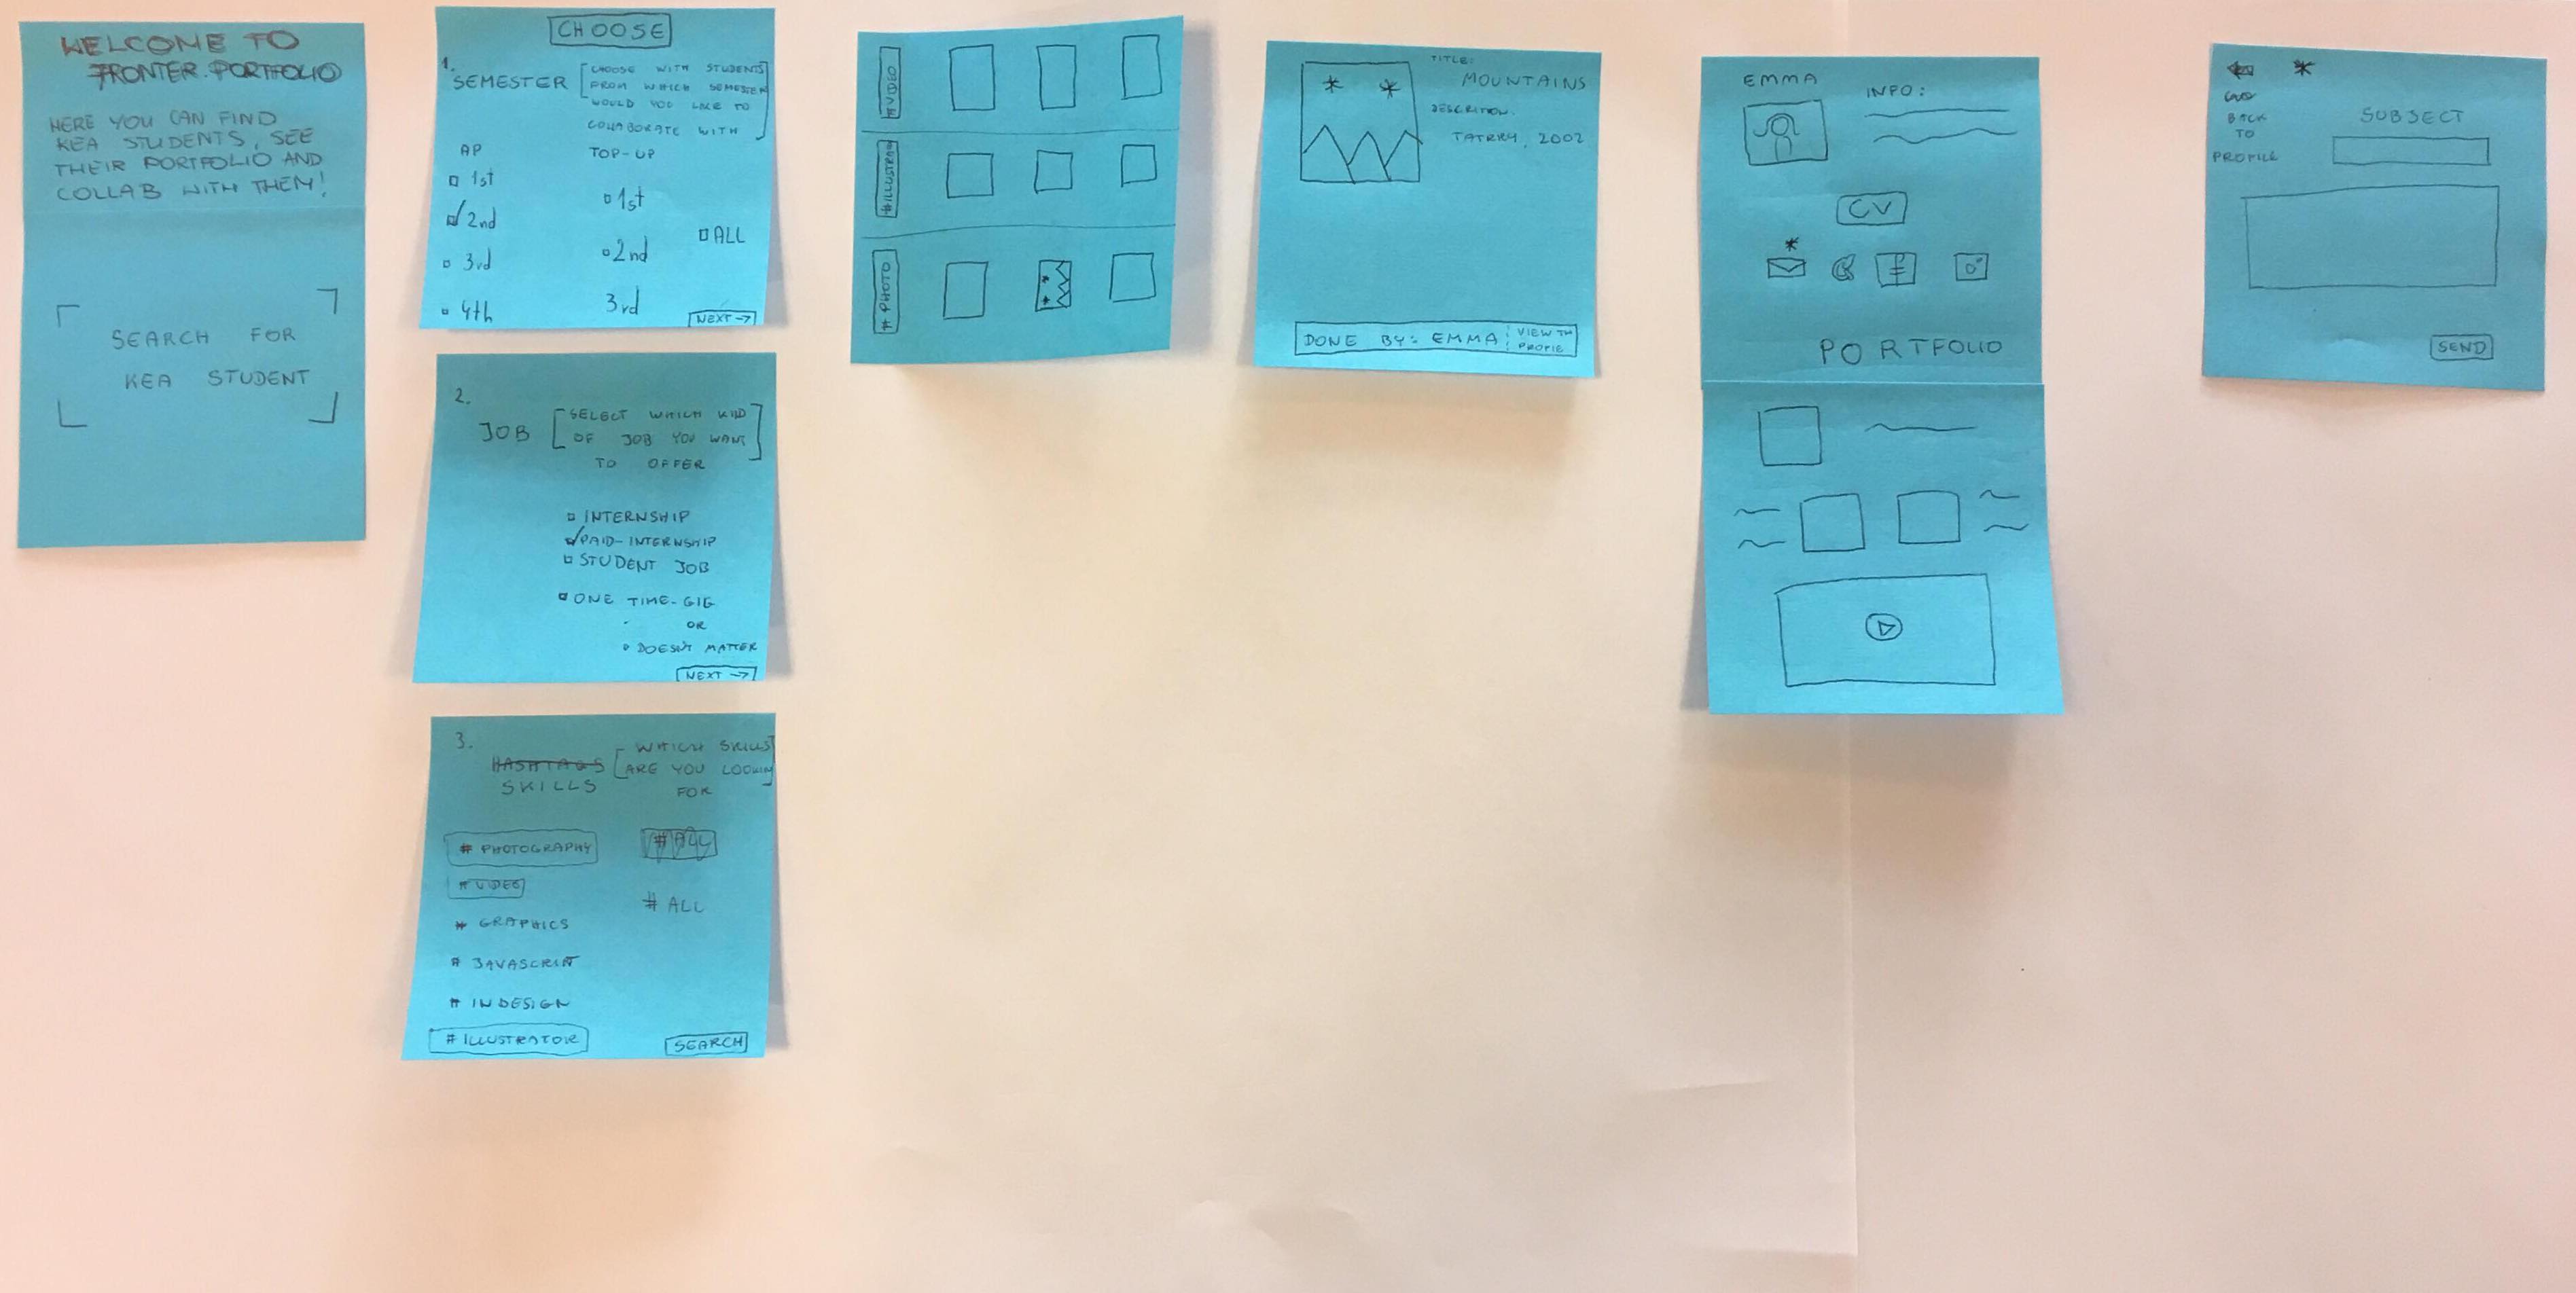 WELCOME TO
FRONTER.PORTFOLIO
HERE YOU CAN FIND
KEA STUDENTS, SEE
THEIR PORTFOLIO AND
COLLAB WITH THEM!
SEARCH FOR
KEA STUDENT
CHOOSE
1.
SEMESTER
CHOOSE WITH STUDENTS
FROM WHICH SEMESTER
WOULD YOU LIKE TO
COLLABORATE WITH
AP
1st
2nd
3rd
4th
TOP-UP
1st
2nd
3rd
ALL
NEXT →
2.
JOB
SELECT WHICH KIND
OF JOB YOU WANT
TO OFFER
INTERNSHIP
PAID-INTERNSHIP
STUDENT JOB
ONE TIME-GIG
OR
DOESN'T MATTER
NEXT →
3.
HASHTAGS
SKILLS
WHICH SKILLS
ARE YOU LOOKING
FOR
# PHOTOGRAPHY
# VIDEO
# GRAPHICS
# JAVASCRIPT
# INDESIGN
# ILLUSTRATOR
# ALL
# ALL
SEARCH
#VIDEO
#ILLUSTRA
# PHOTO
TITLE:
MOUNTAINS
DESCRITION.
TATRRY, 2002
DONE BY: EMMA
VIEW TH
PROFIE
EMMA
INFO:
CV
PORTFOLIO
BACK
TO
PROFILE
SUBJECT
SEND